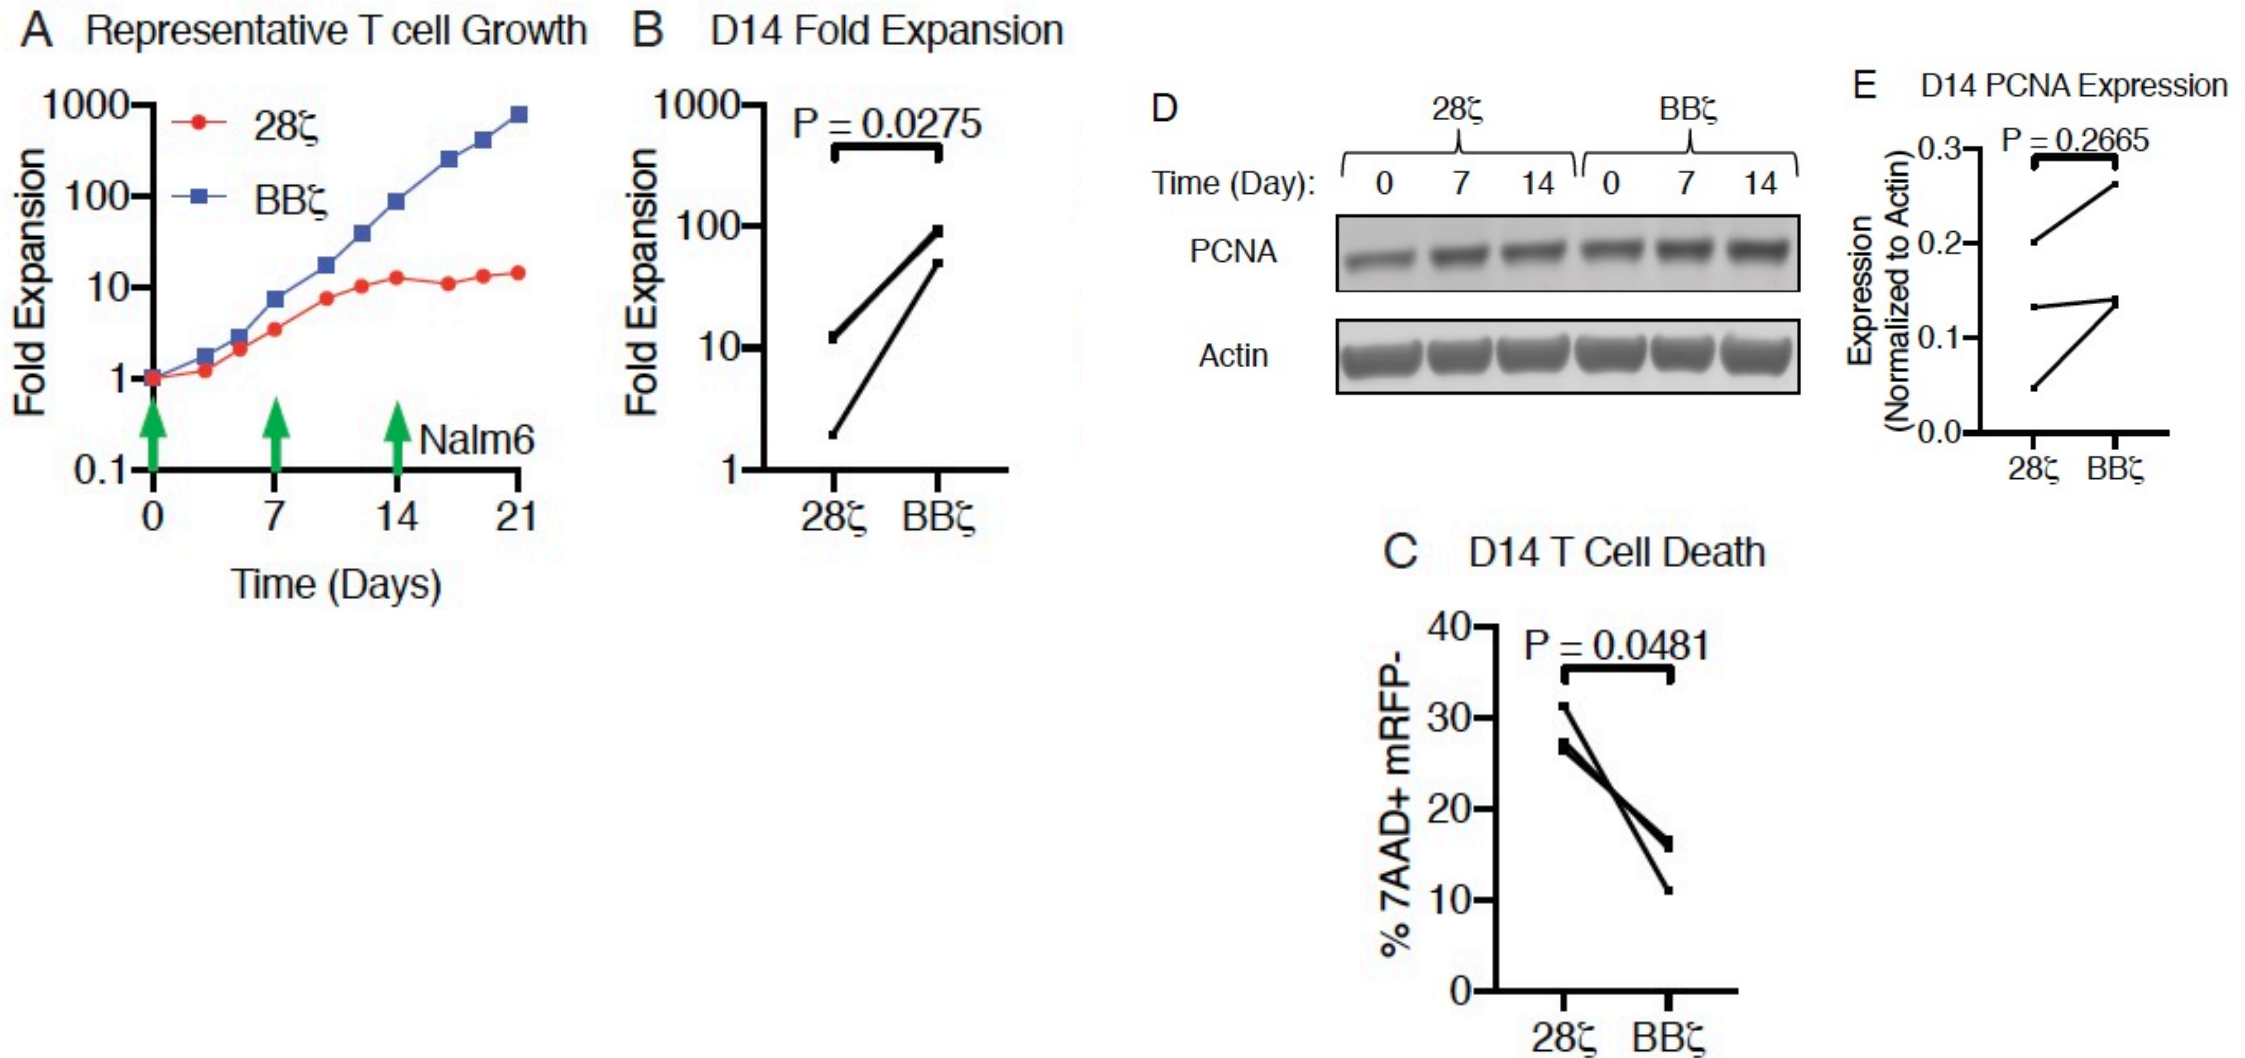 A Representative T cell Growth
1000
100
10
1
0.1
Fold Expansion
28ζ
BBζ
Nalm6
0 7 14 21
Time (Days)
B D14 Fold Expansion
1000
100
10
1
Fold Expansion
P = 0.0275
28ζ BBζ
D
28ζ BBζ
Time (Day): 0 7 14 0 7 14
PCNA
Actin
E D14 PCNA Expression
P = 0.2665
0.3
0.2
0.1
0.0
Expression
(Normalized to Actin)
28ζ BBζ
C D14 T Cell Death
P = 0.0481
40
30
20
10
0
% 7AAD+ mRFP-
28ζ BBζ